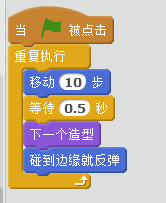 当 被点击
重复执行
移动 10 步
等待 0.5 秒
下一个造型
碰到边缘就反弹